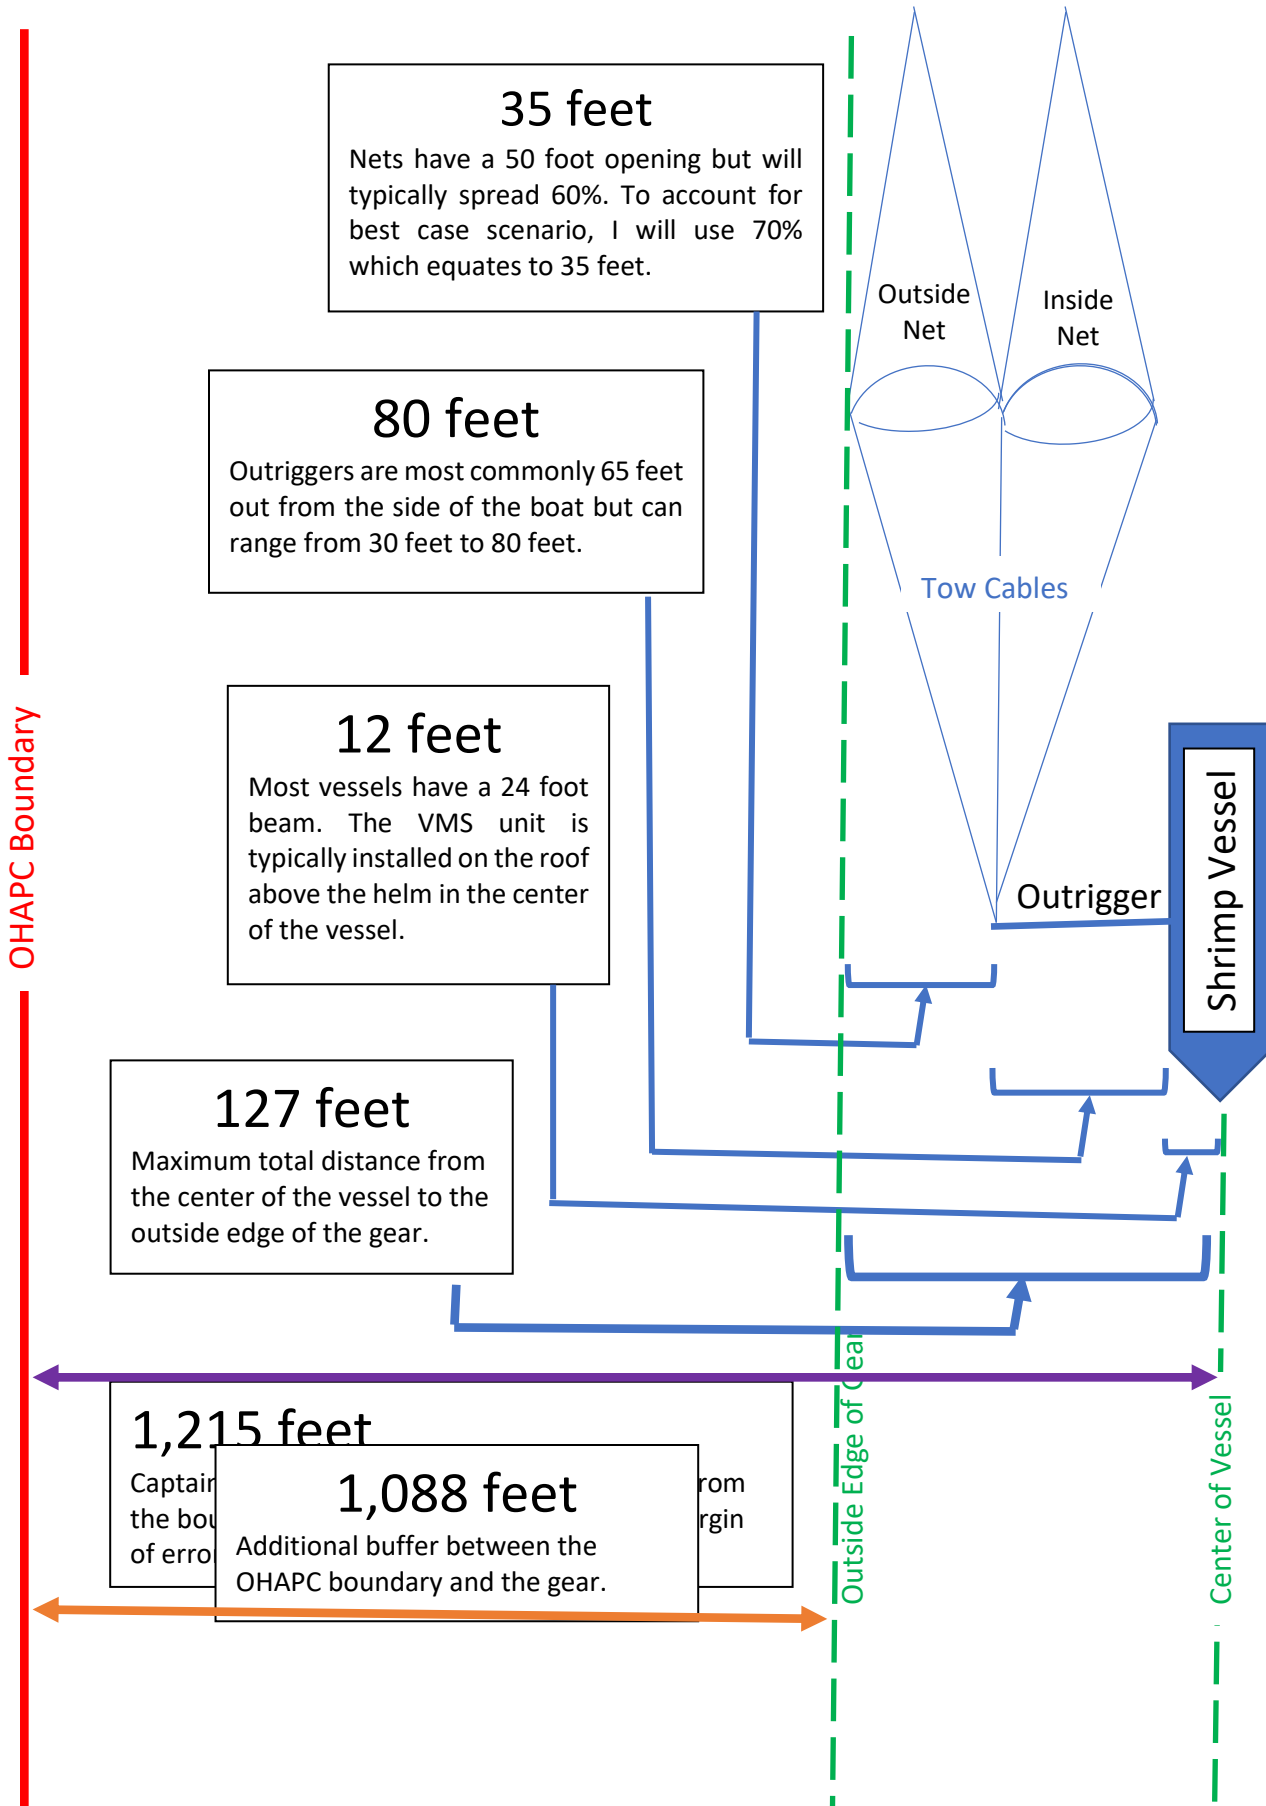 35 feet
Nets have a 50 foot opening but will
typically spread 60%. To account for
best case scenario, I will use 70%
which equates to 35 feet.
Outside
Net
Inside
Net
80 feet
Outriggers are most commonly 65 feet
out from the side of the boat but can
range from 30 feet to 80 feet.
Tow Cables
OHAPC Boundary
12 feet
Most vessels have a 24 foot
beam. The VMS unit is
typically installed on the roof
above the helm in the center
of the vessel.
Outrigger
Shrimp Vessel
127 feet
Maximum total distance from
the center of the vessel to the
outside edge of the gear.
Outside Edge of Gear
Center of Vessel
1,215 feet
the
of
1,088 feet
Additional buffer between the
OHAPC boundary and the gear.